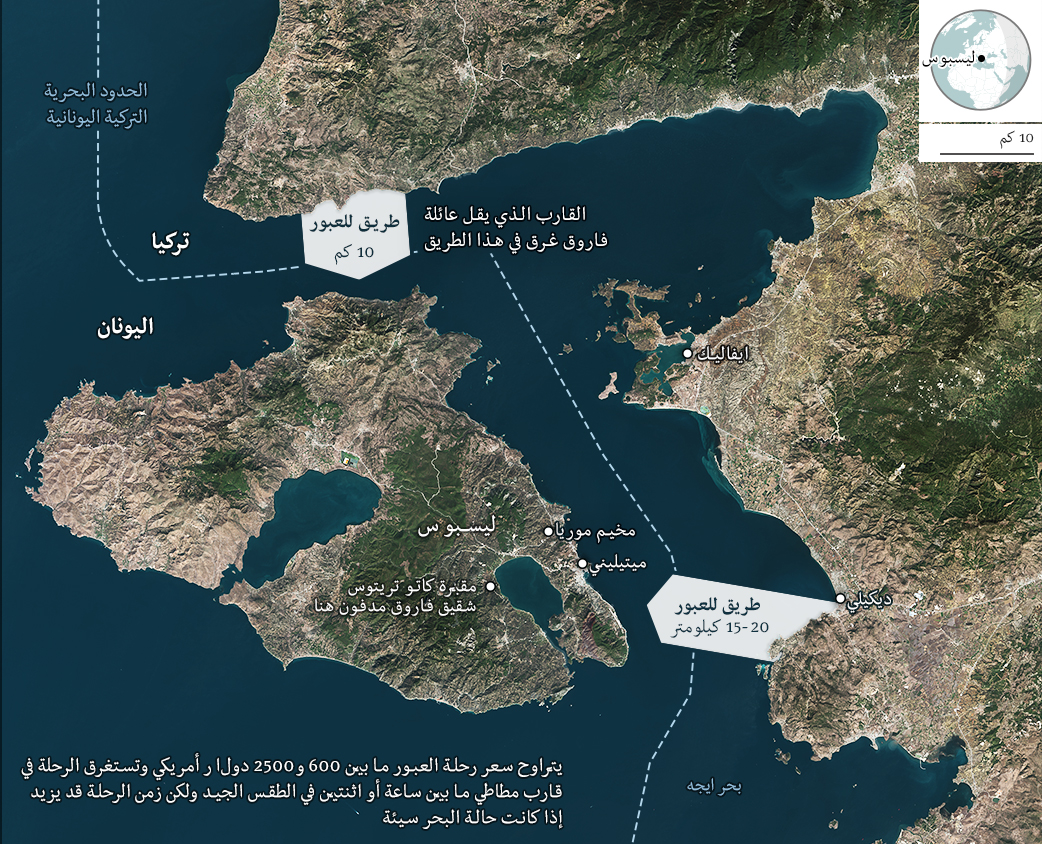 ليسبوس
10 كم
الحدود البحرية
التركية اليونانية
طريق للعبور
10 كم
القارب الذي يقل عائلة
فاروق غرق في هذا الطريق
تركيا
اليونان
ايفاليك
ليسبو س
مخيم موريا
ميتيليني
مقبرة كاتو تريتوس
شقيق فاروق مدفون هنا
ديكيلي
طريق للعبور
15-20 كيلومتر
بحر ايجه
يتراوح سعر رحلة العبور ما بين 600 و2500 دولا ر أمريكي وتستغرق الرحلة في
قارب مطاطي ما بين ساعة أو اثنتين في الطقس الجيد ولكن زمن الرحلة قد يزيد
إذا كانت حالة البحر سيئة